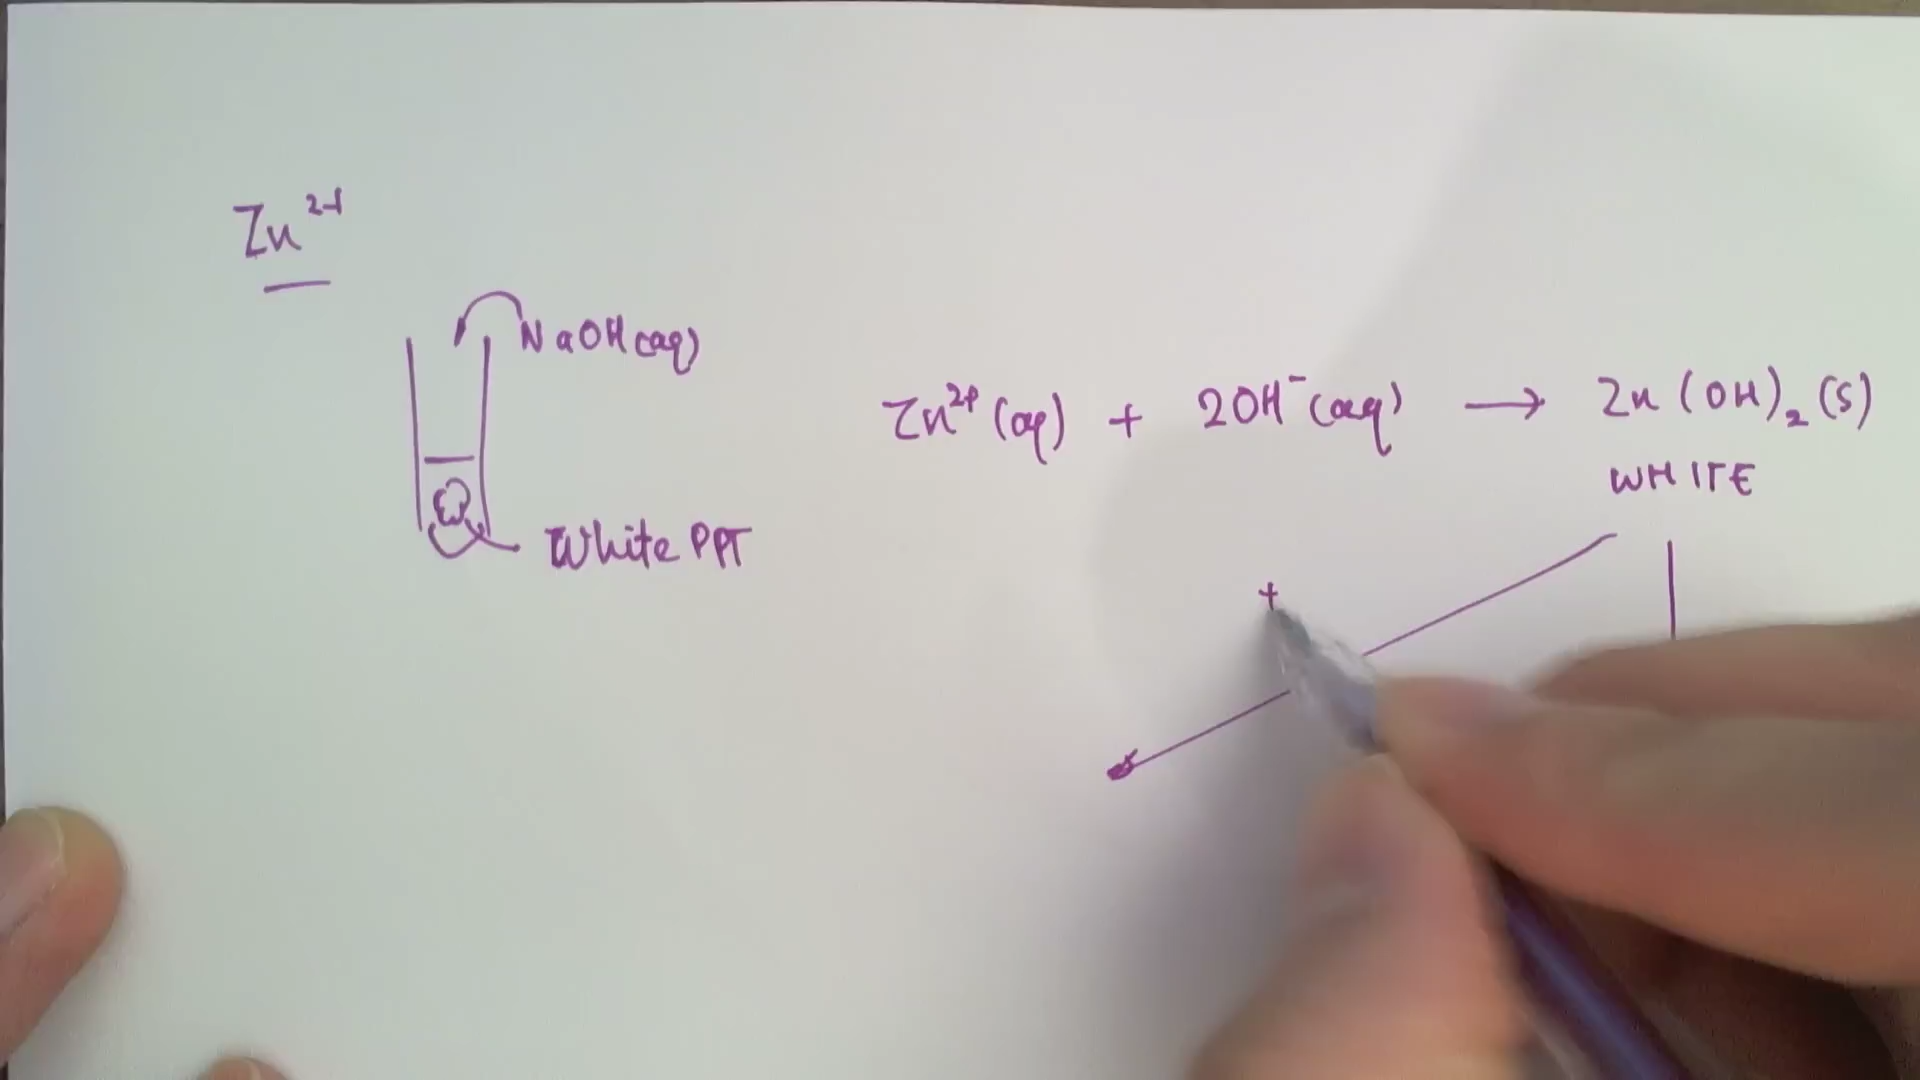 Zn²⁺
NaOH(aq)
Zn²⁺(aq) + 2OH⁻(aq) → Zn(OH)₂(s)
WHITE
White PPT
+